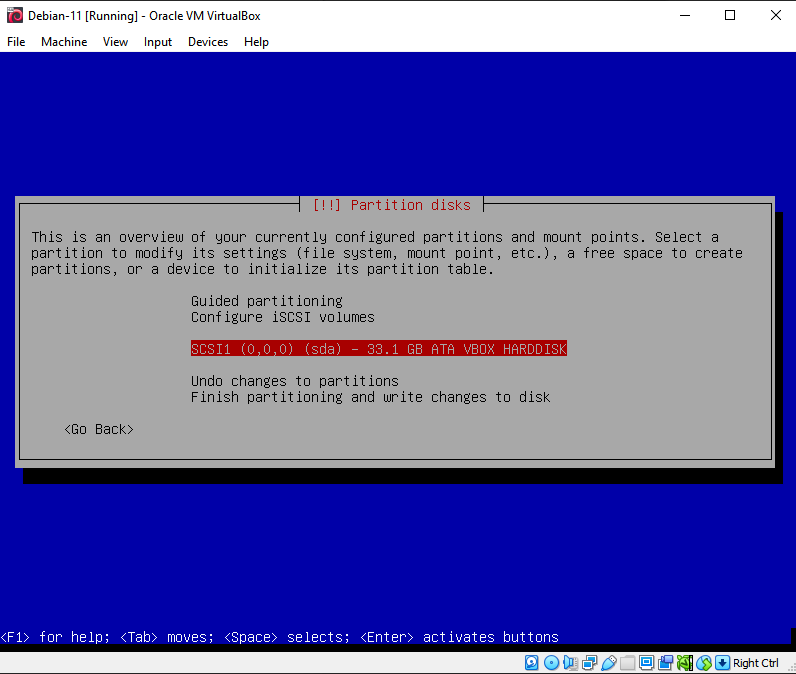 Debian-11 [Running] - Oracle VM VirtualBox
File Machine View Input Devices Help
[!!] Partition disks
This is an overview of your currently configured partitions and mount points. Select a
partition to modify its settings (file system, mount point, etc.), a free space to create
partitions, or a device to initialize its partition table.
Guided partitioning
Configure iSCSI volumes
SCSI1 (0,0,0) (sda) - 33.1 GB ATA VBOX HARDDISK
Undo changes to partitions
Finish partitioning and write changes to disk
<Go Back>
<F1> for help; <Tab> moves; <Space> selects; <Enter> activates buttons
Right Ctrl